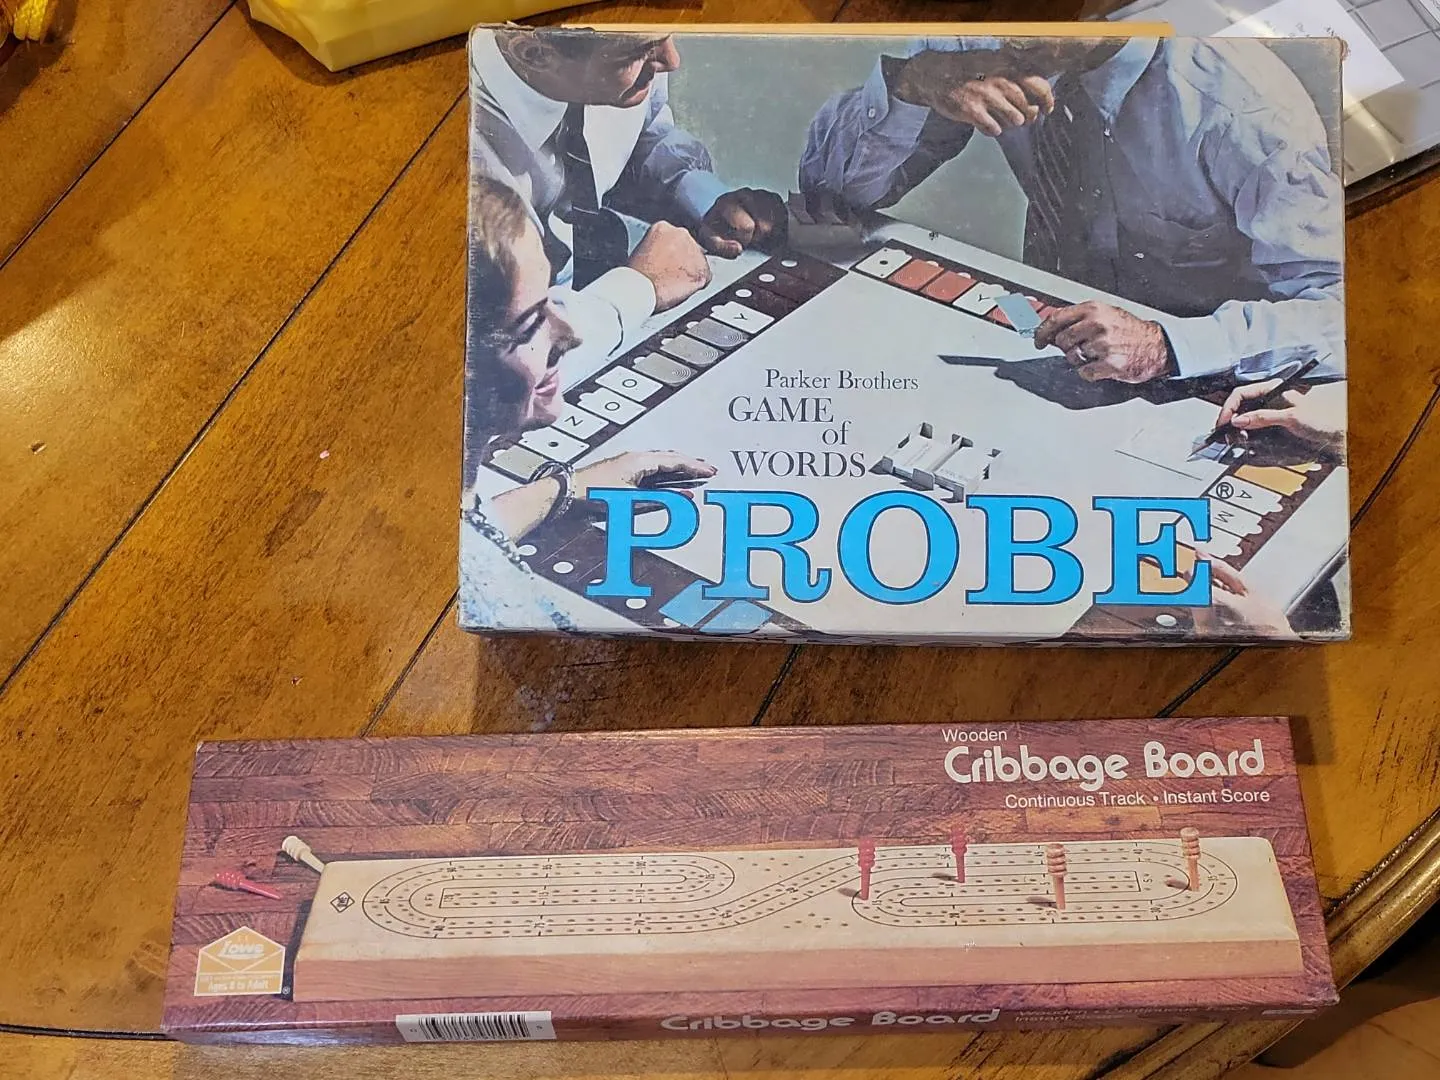 Parker Brothers
GAME
of
WORDS
PROBE
®
Y
Y
O
O
N
A
M
Wooden
Cribbage Board
Continuous Track • Instant Score
Lowe
Ages 8 to Adult
®
Cribbage Board